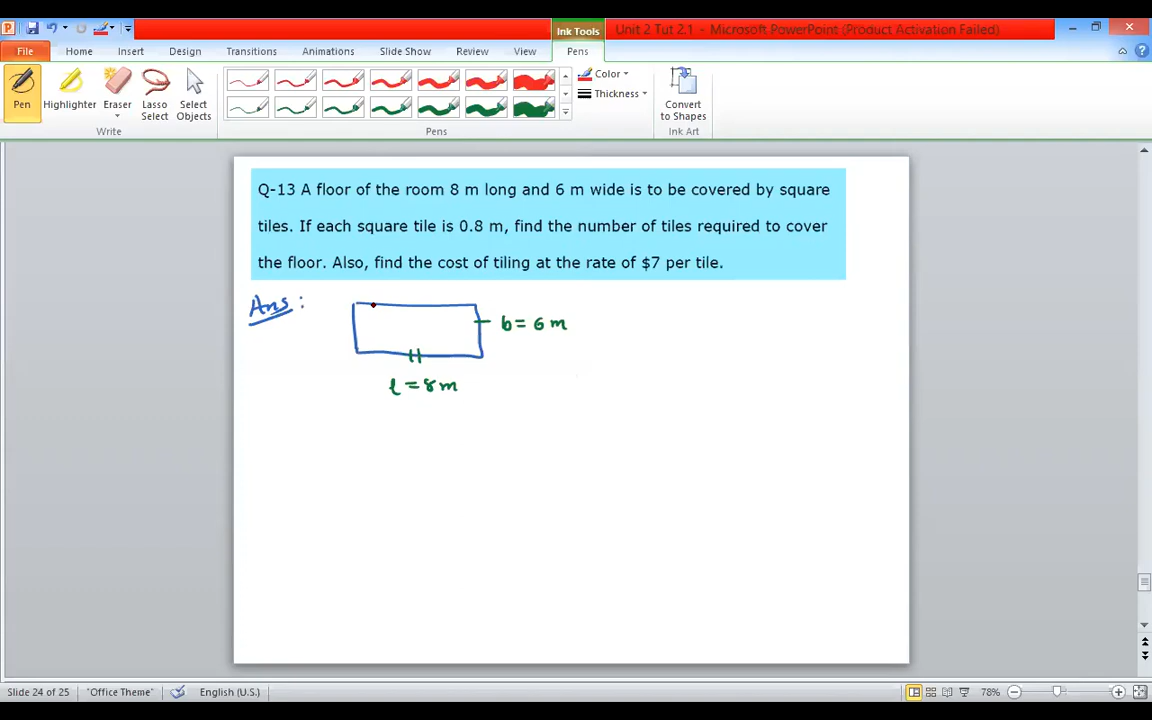 Ink Tools
Unit 2 Tut 2.1 - Microsoft PowerPoint (Product Activation Failed)
File Home Insert Design Transitions Animations Slide Show Review View Pens
Pen Highlighter Eraser Lasso Select Select Objects
Color
Thickness
Convert to Shapes
Write Pens Ink Art
Q-13 A floor of the room 8 m long and 6 m wide is to be covered by square
tiles. If each square tile is 0.8 m, find the number of tiles required to cover
the floor. Also, find the cost of tiling at the rate of $7 per tile.
Ans :
b = 6 m
l = 8 m
Slide 24 of 25 "Office Theme" English (U.S.) 78%